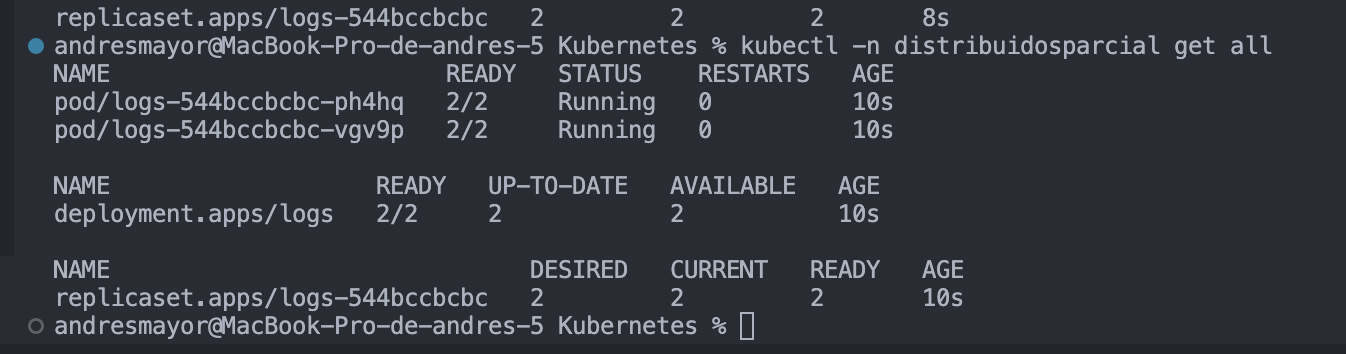 replicaset.apps/logs-544bccbcbc   2         2         2       8s
andresmayor@MacBook-Pro-de-andres-5 Kubernetes % kubectl -n distribuidosparcial get all
NAME                        READY   STATUS    RESTARTS   AGE
pod/logs-544bccbcbc-ph4hq   2/2     Running   0          10s
pod/logs-544bccbcbc-vgv9p   2/2     Running   0          10s

NAME                   READY   UP-TO-DATE   AVAILABLE   AGE
deployment.apps/logs   2/2     2            2           10s

NAME                              DESIRED   CURRENT   READY   AGE
replicaset.apps/logs-544bccbcbc   2         2         2       10s
andresmayor@MacBook-Pro-de-andres-5 Kubernetes %